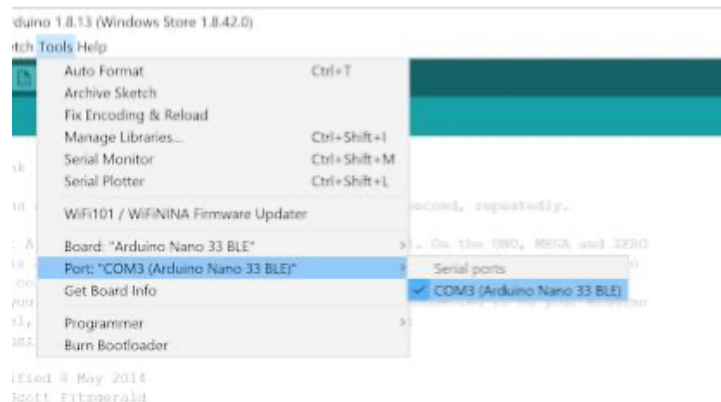 duino 1.8.13 (Windows Store 1.8.42.0)
tch Tools Help
Auto Format Ctrl+T
Archive Sketch
Fix Encoding & Reload
Manage Libraries... Ctrl+Shift+I
Serial Monitor Ctrl+Shift+M
Serial Plotter Ctrl+Shift+L
WiFi101 / WiFiNINA Firmware Updater
econd, repeatedly.
Board: "Arduino Nano 33 BLE"
. On the UNO, MEGA and ZERO
Port: "COM3 (Arduino Nano 33 BLE)"
Serial ports
Get Board Info
COM3 (Arduino Nano 33 BLE)
Programmer
Burn Bootloader
ified 8 May 2014
Scott Fitzgerald